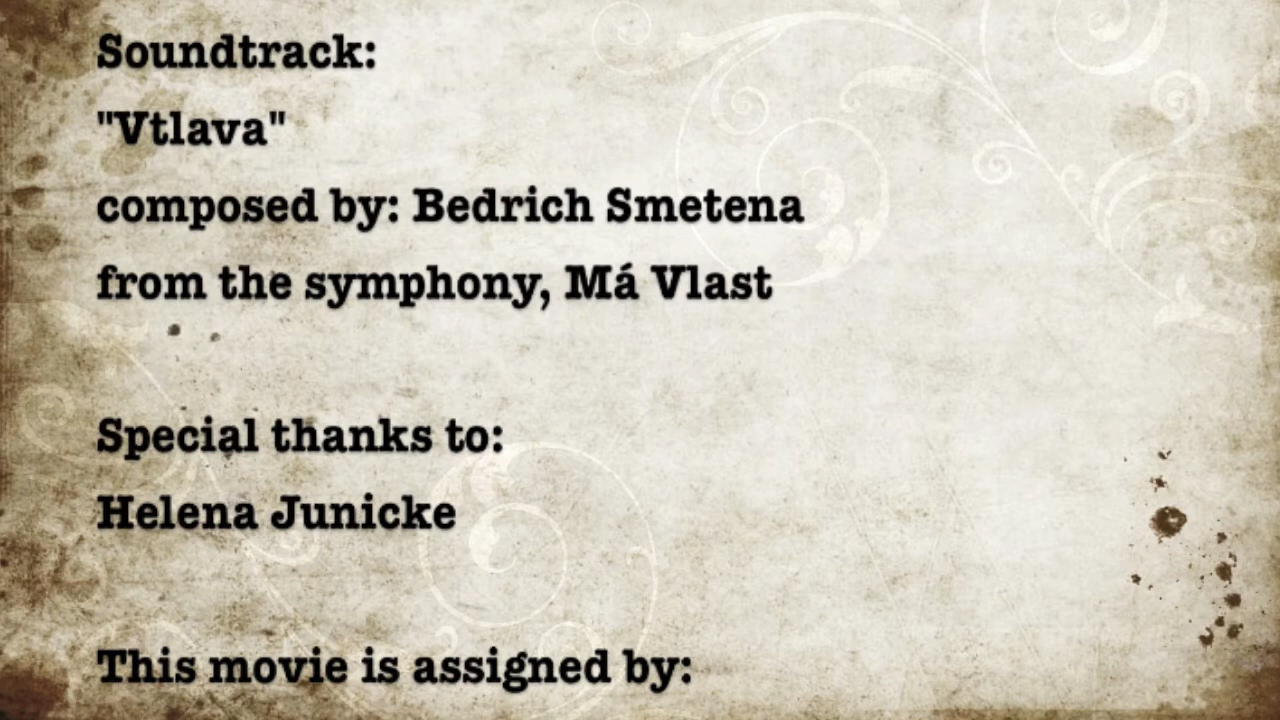 Soundtrack:
"Vtlava"
composed by: Bedrich Smetena
from the symphony, Má Vlast
Special thanks to:
Helena Junicke
This movie is assigned by: